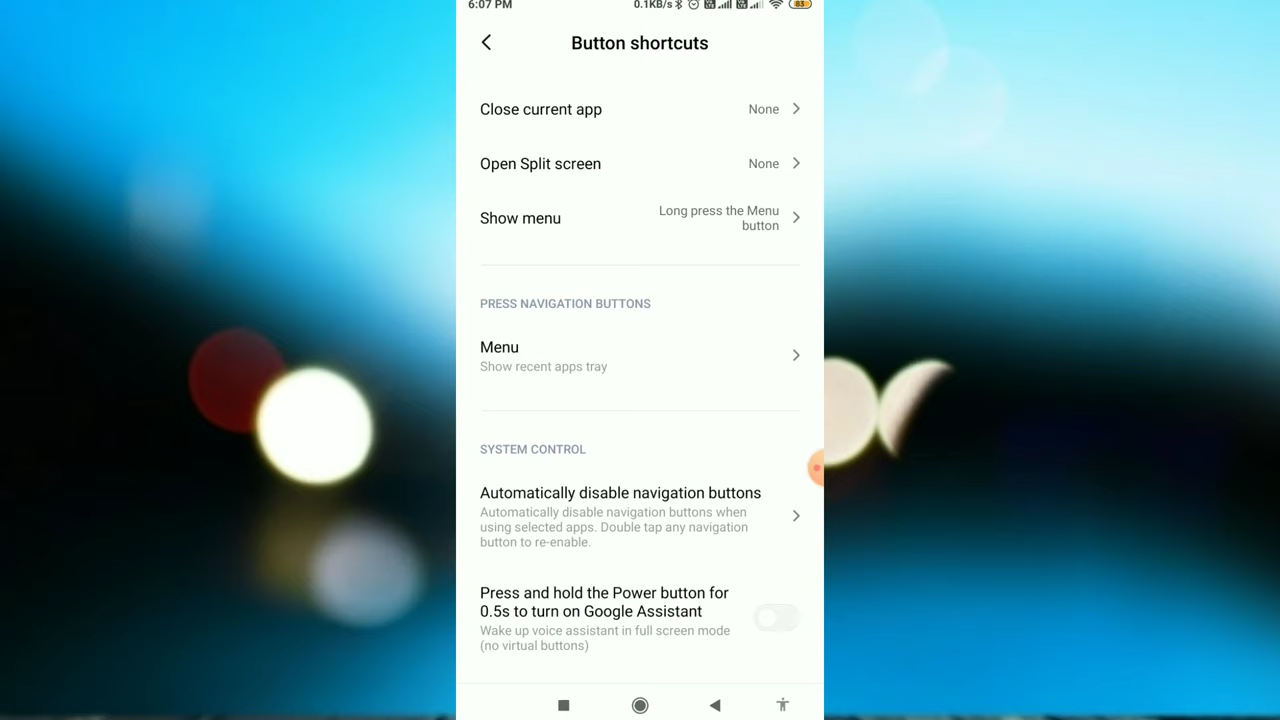 6:07 PM 0.1KB/s 83
Button shortcuts
Close current app None
Open Split screen None
Show menu Long press the Menu
button
PRESS NAVIGATION BUTTONS
Menu
Show recent apps tray
SYSTEM CONTROL
Automatically disable navigation buttons
Automatically disable navigation buttons when
using selected apps. Double tap any navigation
button to re-enable.
Press and hold the Power button for
0.5s to turn on Google Assistant
Wake up voice assistant in full screen mode
(no virtual buttons)